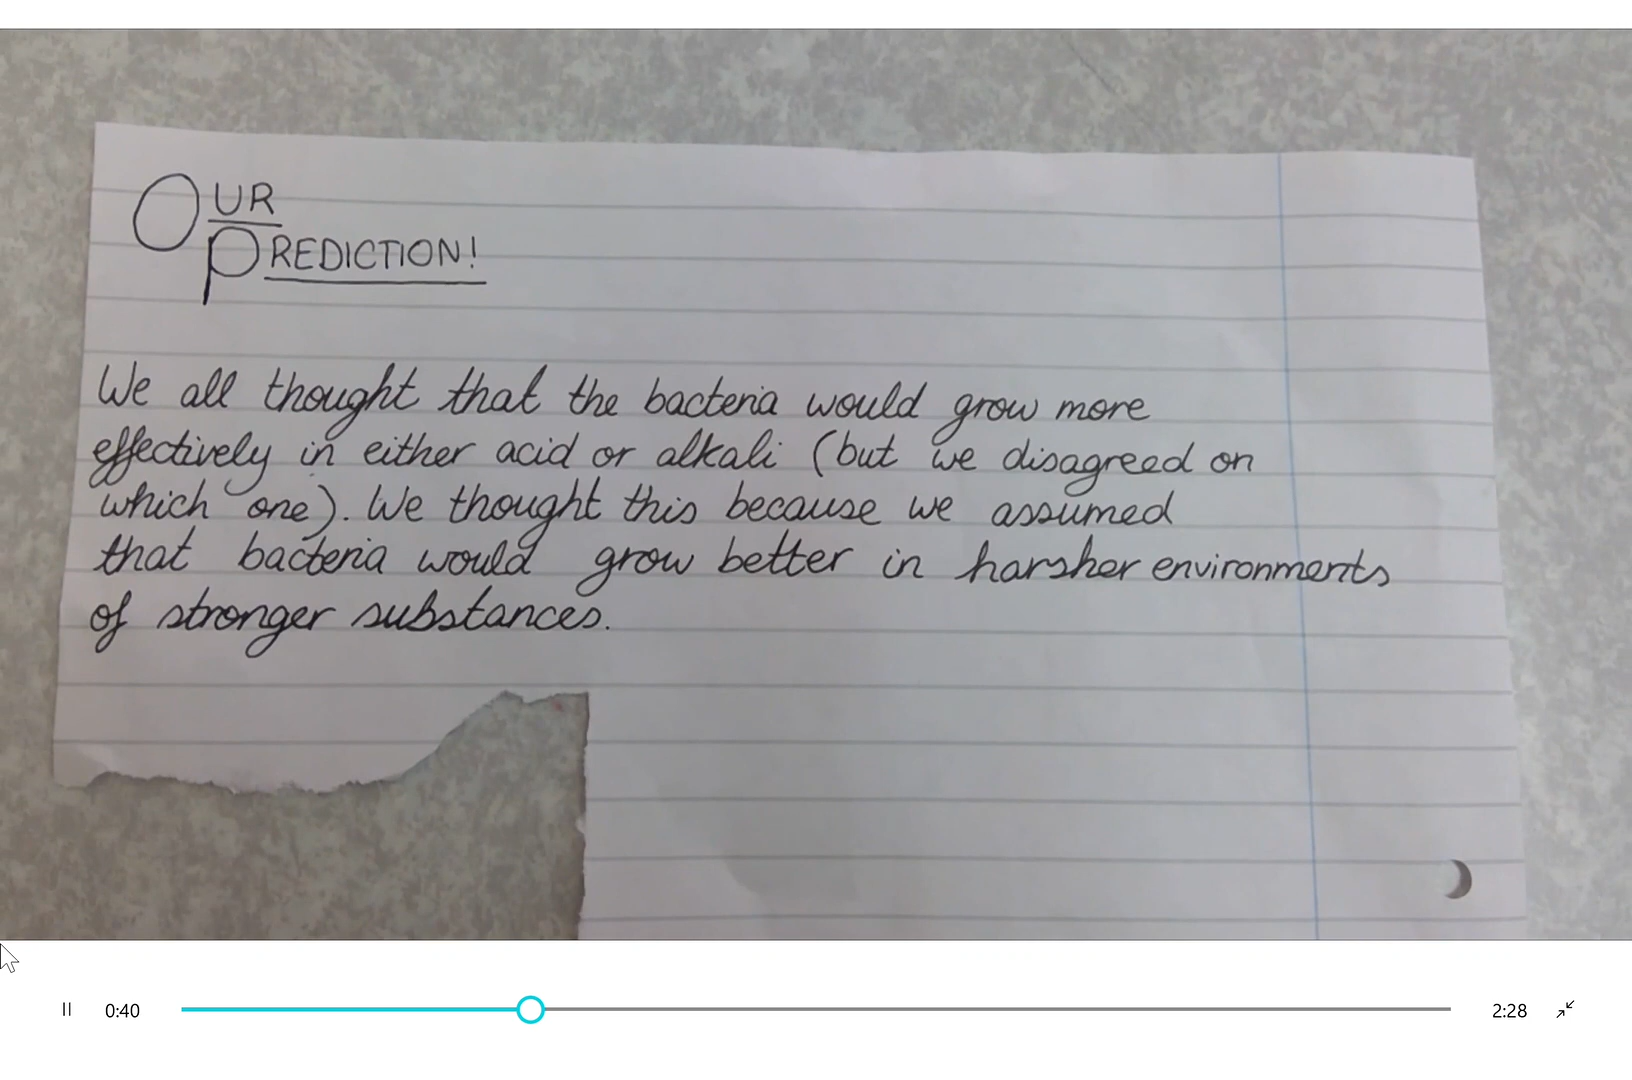 OUR
PREDICTION!
We all thought that the bacteria would grow more
effectively in either acid or alkali (but we disagreed on
which one). We thought this because we assumed
that bacteria would grow better in harsher environments
of stronger substances.
0:40
2:28